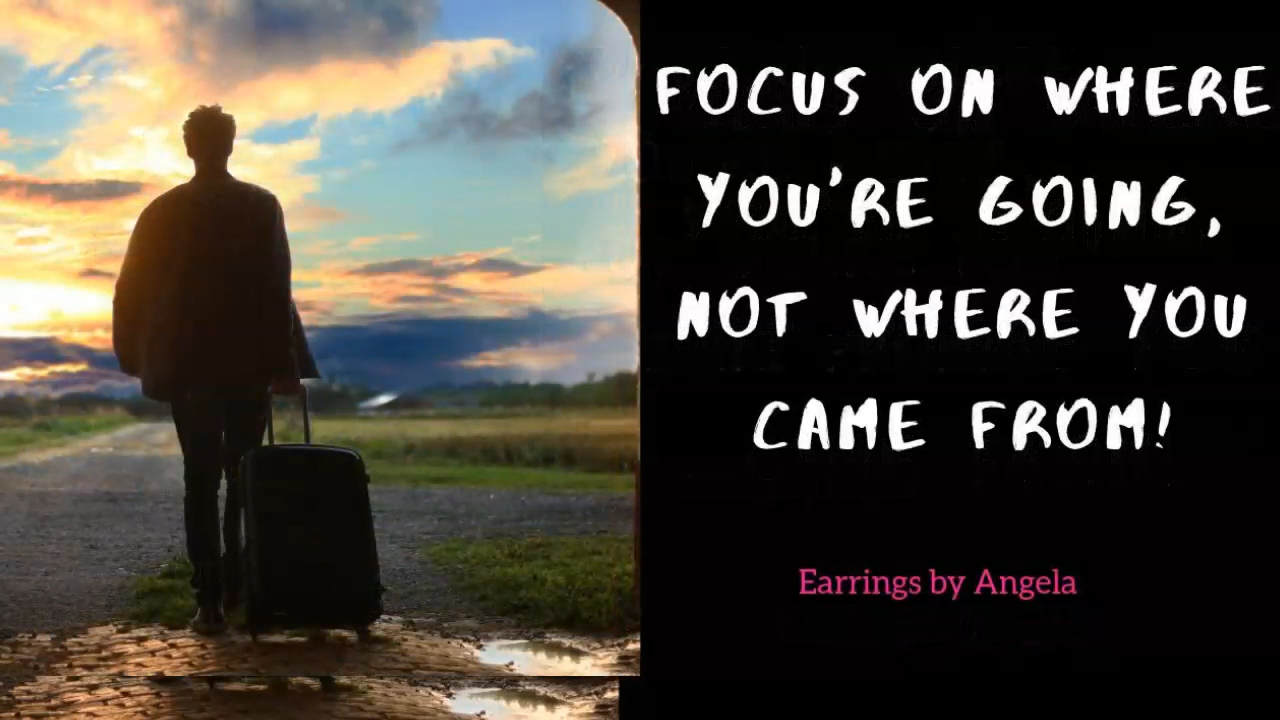 FOCUS ON WHERE
YOU'RE GOING,
NOT WHERE YOU
CAME FROM!
Earrings by Angela